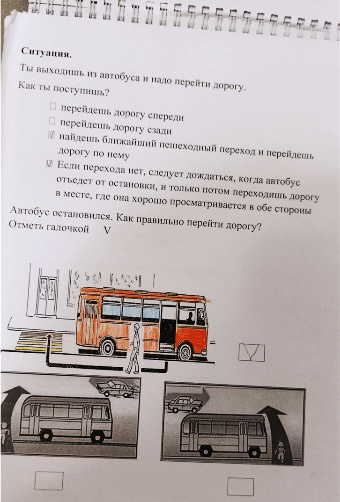 Ситуация.
Ты выходишь из автобуса и надо перейти дорогу.
Как ты поступишь?
перейдешь дорогу спереди
перейдешь дорогу сзади
найдешь ближайший пешеходный переход и перейдешь
дорогу по нему
Если перехода нет, следует дождаться, когда автобус
отъедет от остановки, и только потом переходишь дорогу
в месте, где она хорошо просматривается в обе стороны
Автобус остановился. Как правильно перейти дорогу?
Отметь галочкой V